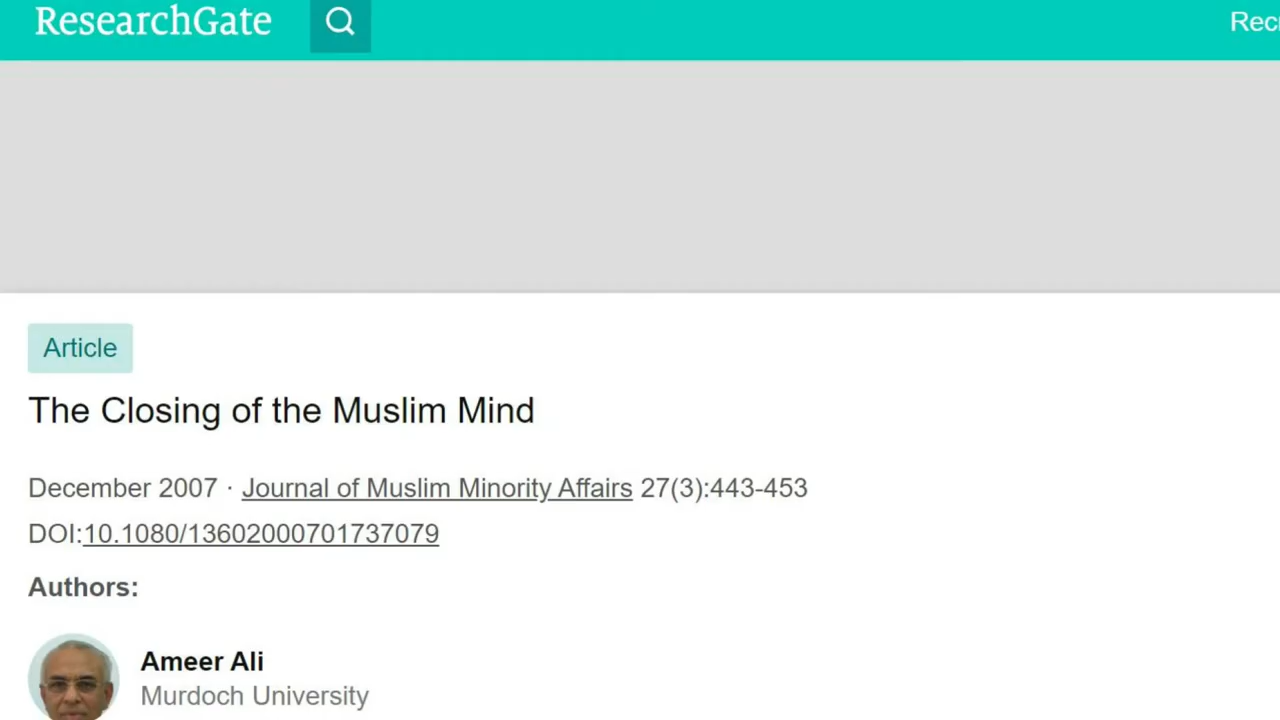 ResearchGate
Article
The Closing of the Muslim Mind
December 2007 · Journal of Muslim Minority Affairs 27(3):443-453
DOI:10.1080/13602000701737079
Authors:
Ameer Ali
Murdoch University